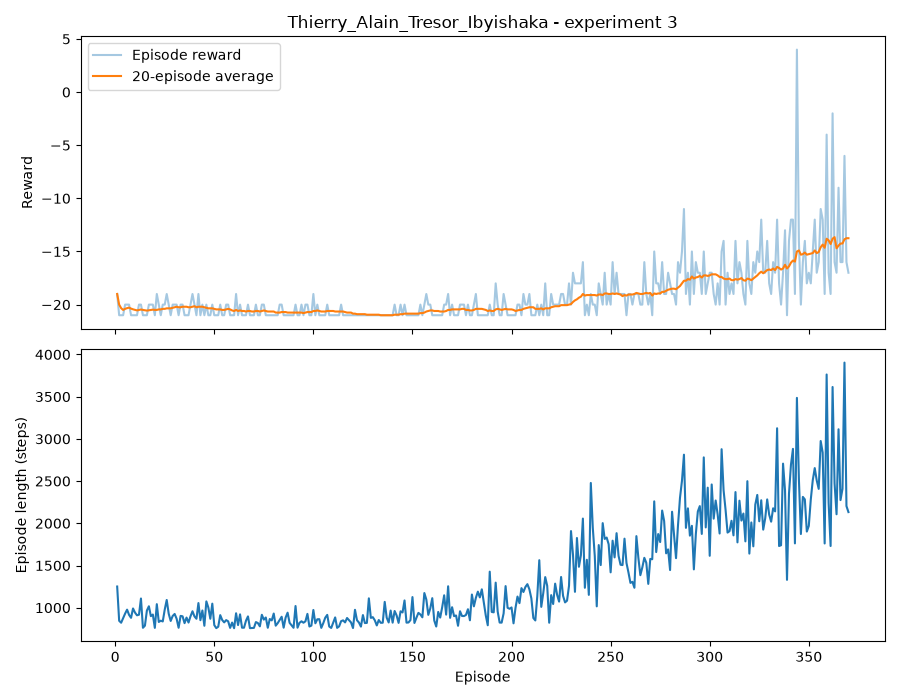 Thierry_Alain_Tresor_Ibyishaka - experiment 3
Episode reward
20-episode average
5
0
−5
−10
−15
−20
Reward
4000
3500
3000
2500
2000
1500
1000
Episode length (steps)
0 50 100 150 200 250 300 350
Episode